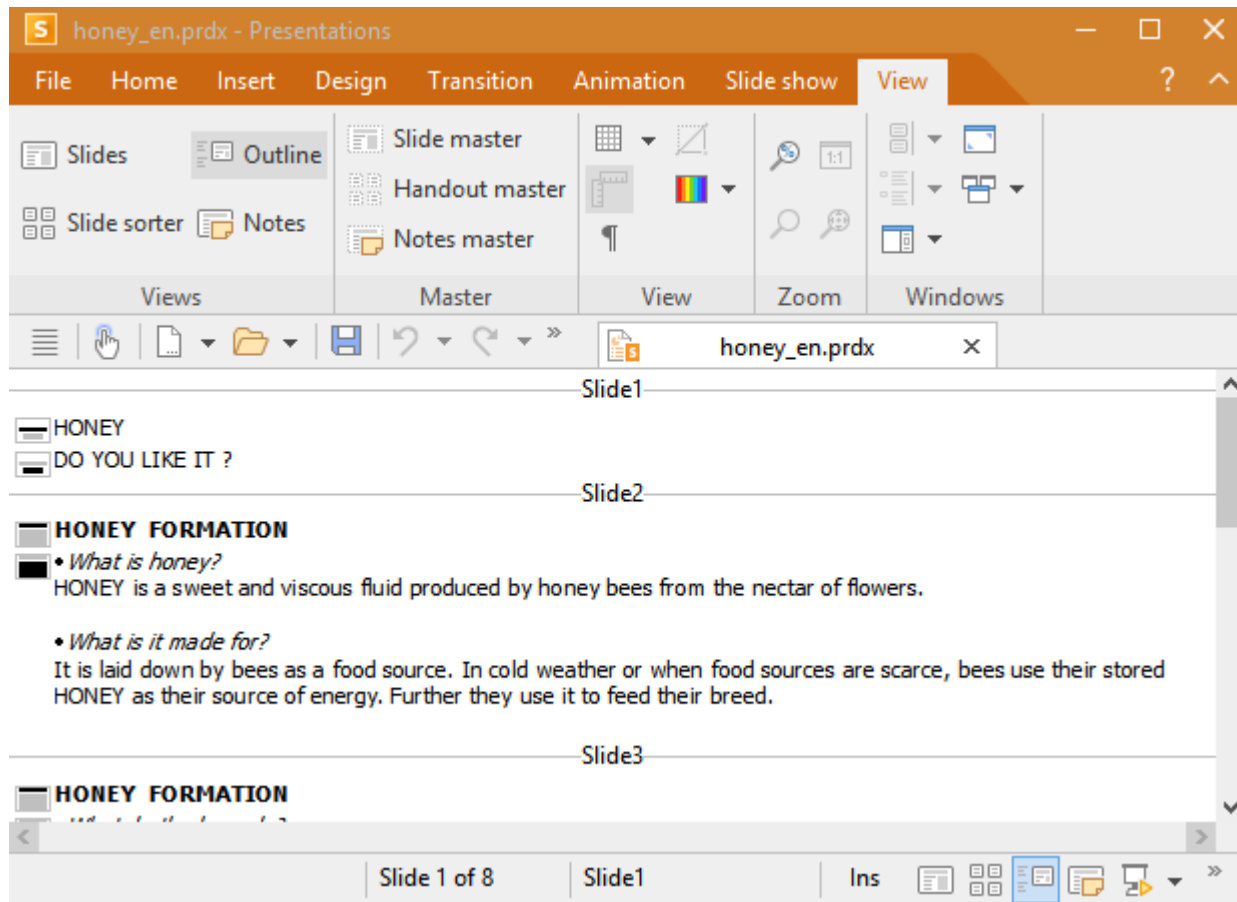 S honey_en.prdx - Presentations
File Home Insert Design Transition Animation Slide show View ?
Slides Outline Slide master
Handout master
Slide sorter Notes Notes master
1:1
Views Master View Zoom Windows
honey_en.prdx
Slide1
HONEY
DO YOU LIKE IT ?
Slide2
HONEY FORMATION
• What is honey?
HONEY is a sweet and viscous fluid produced by honey bees from the nectar of flowers.
• What is it made for?
It is laid down by bees as a food source. In cold weather or when food sources are scarce, bees use their stored
HONEY as their source of energy. Further they use it to feed their breed.
Slide3
HONEY FORMATION
Slide 1 of 8 Slide1 Ins